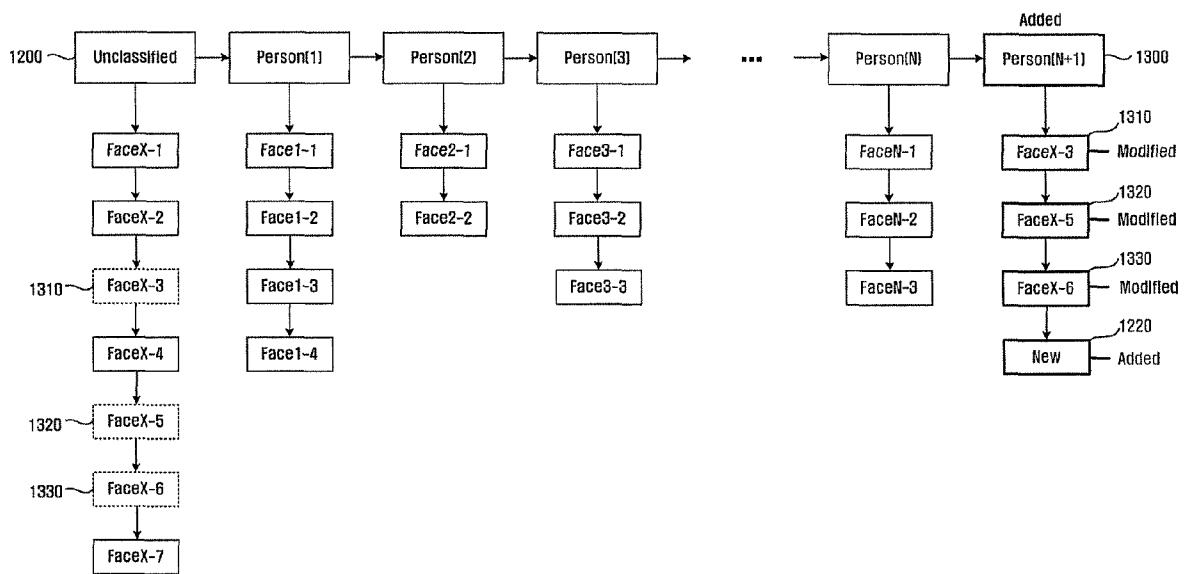 Added
1200 Unclassified Person(1) Person(2) Person(3) ... Person(N) Person(N+1) 1300
1310
FaceX-1 Face1-1 Face2-1 Face3-1 FaceN-1 FaceX-3 Modified
1320
FaceX-2 Face1-2 Face2-2 Face3-2 FaceN-2 FaceX-5 Modified
1330
1310 FaceX-3 Face1-3 Face3-3 FaceN-3 FaceX-6 Modified
1220
FaceX-4 Face1-4 New Added
1320 FaceX-5
1330 FaceX-6
FaceX-7